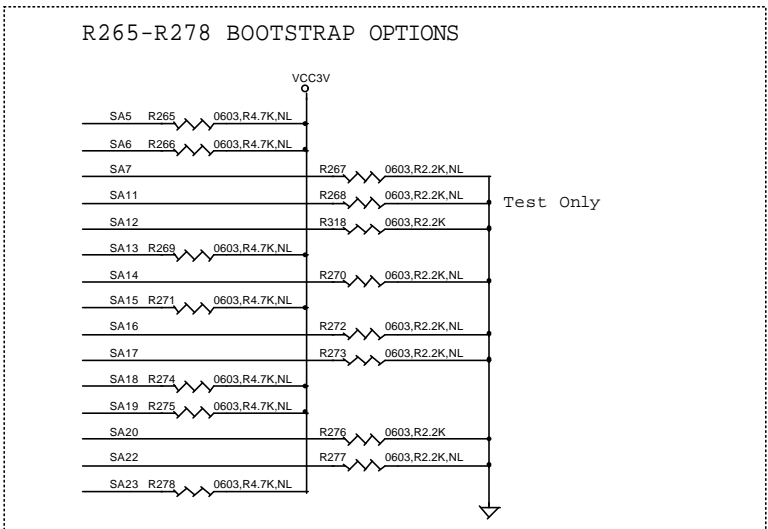 R265-R278 BOOTSTRAP OPTIONS
VCC3V
SA5 R265 0603,R4.7K,NL
SA6 R266 0603,R4.7K,NL
SA7 R267 0603,R2.2K,NL
SA11 R268 0603,R2.2K,NL Test Only
SA12 R318 0603,R2.2K
SA13 R269 0603,R4.7K,NL
SA14 R270 0603,R2.2K,NL
SA15 R271 0603,R4.7K,NL
SA16 R272 0603,R2.2K,NL
SA17 R273 0603,R2.2K,NL
SA18 R274 0603,R4.7K,NL
SA19 R275 0603,R4.7K,NL
SA20 R276 0603,R2.2K
SA22 R277 0603,R2.2K,NL
SA23 R278 0603,R4.7K,NL